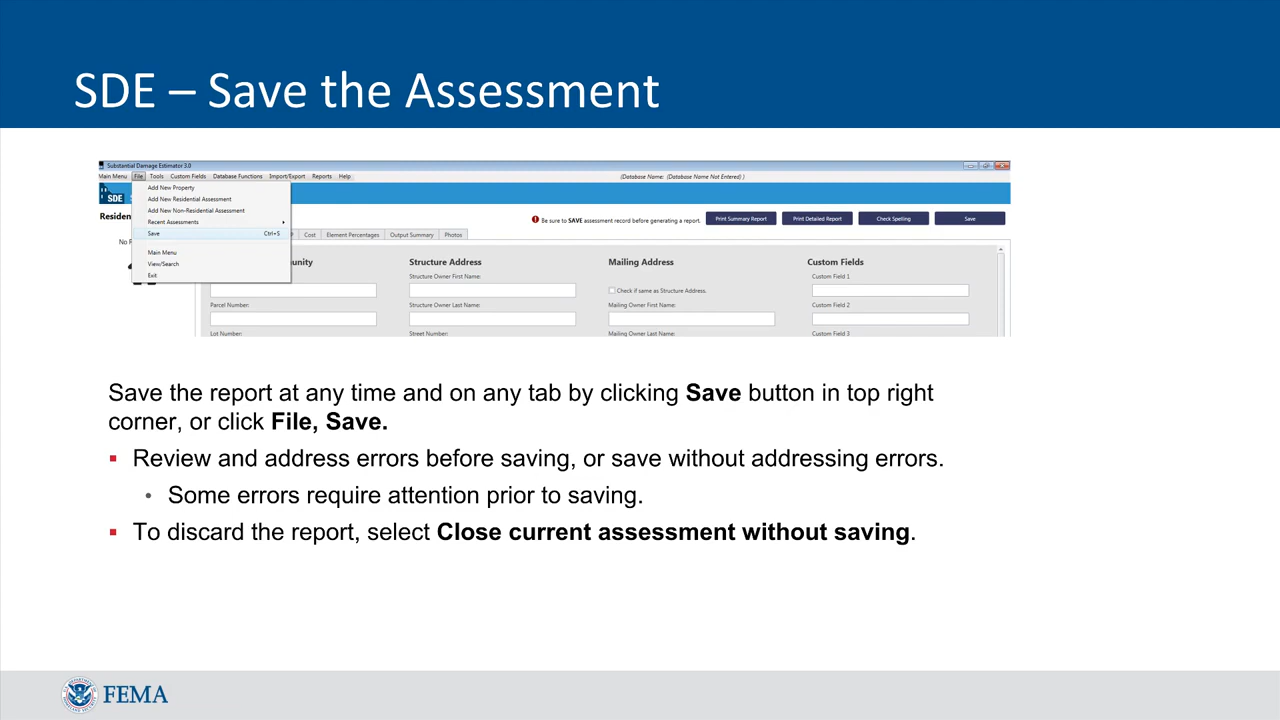 SDE – Save the Assessment
Substantial Damage Estimator 3.0
Main Menu File Tools Custom Fields Database Functions Import/Export Reports Help (Database Name: (Database Name Not Entered) )
Add New Property
SDE
Add New Residential Assessment
Add New Non-Residential Assessment
Residen
Recent Assessments
Be sure to SAVE assessment record before generating a report. Print Summary Report Print Detailed Report Check Spelling Save
Save Ctrl+S
Cost Element Percentages Output Summary Photos
No
Main Menu
View/Search
Exit
unity Structure Address Mailing Address Custom Fields
Structure Owner First Name: Custom Field 1
Check if same as Structure Address.
Parcel Number: Structure Owner Last Name: Mailing Owner First Name: Custom Field 2
Lot Number: Street Number: Mailing Owner Last Name: Custom Field 3
Save the report at any time and on any tab by clicking Save button in top right
corner, or click File, Save.
▪ Review and address errors before saving, or save without addressing errors.
• Some errors require attention prior to saving.
▪ To discard the report, select Close current assessment without saving.
FEMA